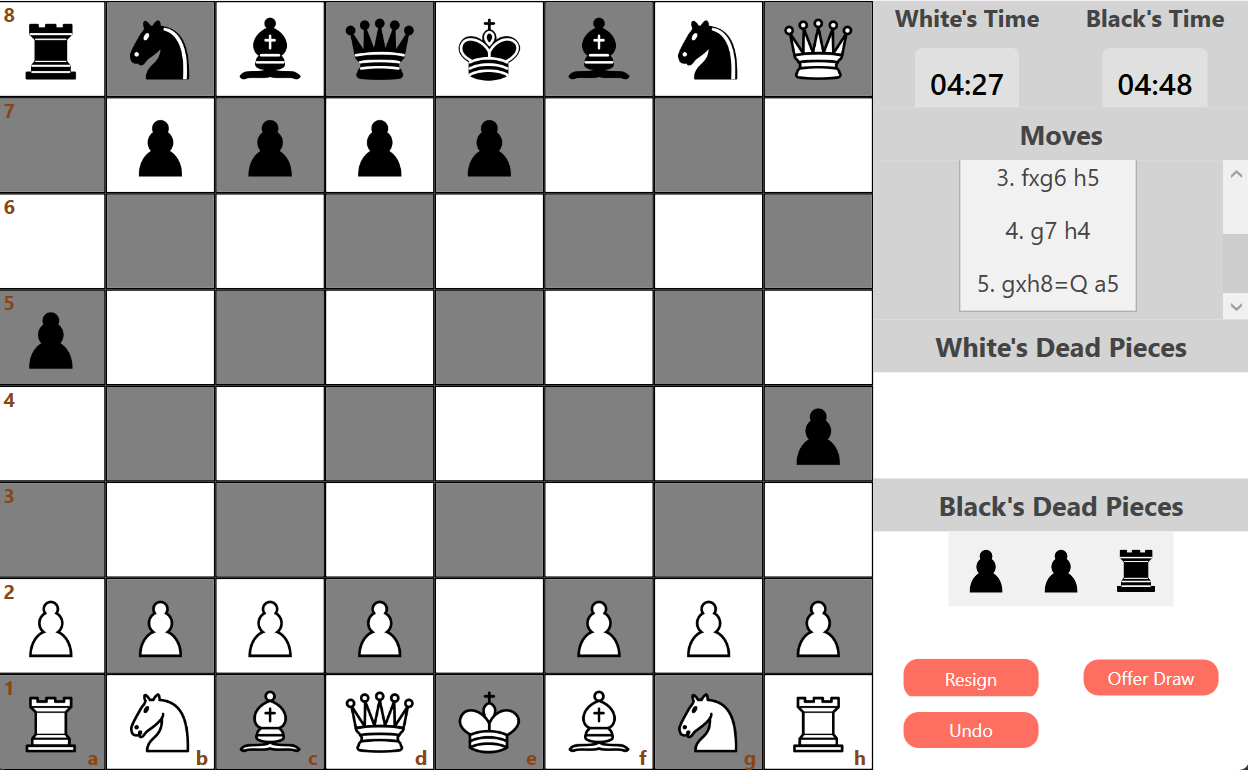 8
7
6
5
4
3
2
1
a
b
c
d
e
f
g
h
White's Time
Black's Time
04:27
04:48
Moves
3. fxg6 h5
4. g7 h4
5. gxh8=Q a5
White's Dead Pieces
Black's Dead Pieces
Resign
Offer Draw
Undo